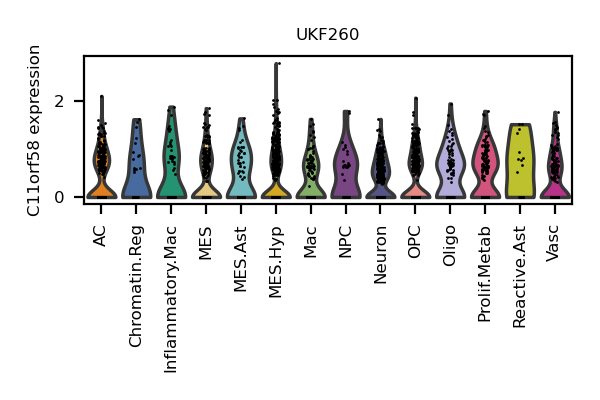 UKF260
C11orf58 expression
2
0
AC
Chromatin.Reg
Inflammatory.Mac
MES
MES.Ast
MES.Hyp
Mac
NPC
Neuron
OPC
Oligo
Prolif.Metab
Reactive.Ast
Vasc